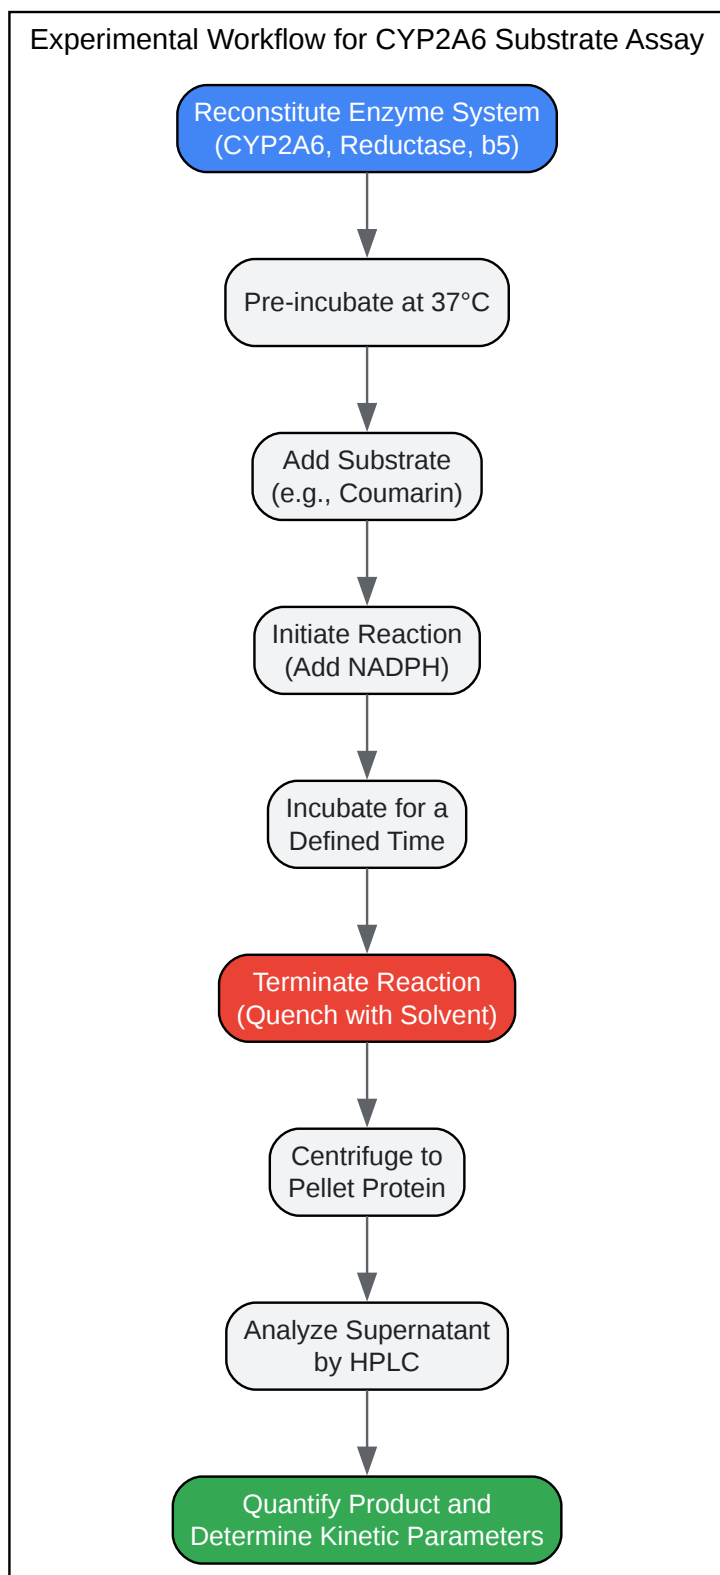 Experimental Workflow for CYP2A6 Substrate Assay
Reconstitute Enzyme System
(CYP2A6, Reductase, b5)
Pre-incubate at 37°C
Add Substrate
(e.g., Coumarin)
Initiate Reaction
(Add NADPH)
Incubate for a
Defined Time
Terminate Reaction
(Quench with Solvent)
Centrifuge to
Pellet Protein
Analyze Supernatant
by HPLC
Quantify Product and
Determine Kinetic Parameters